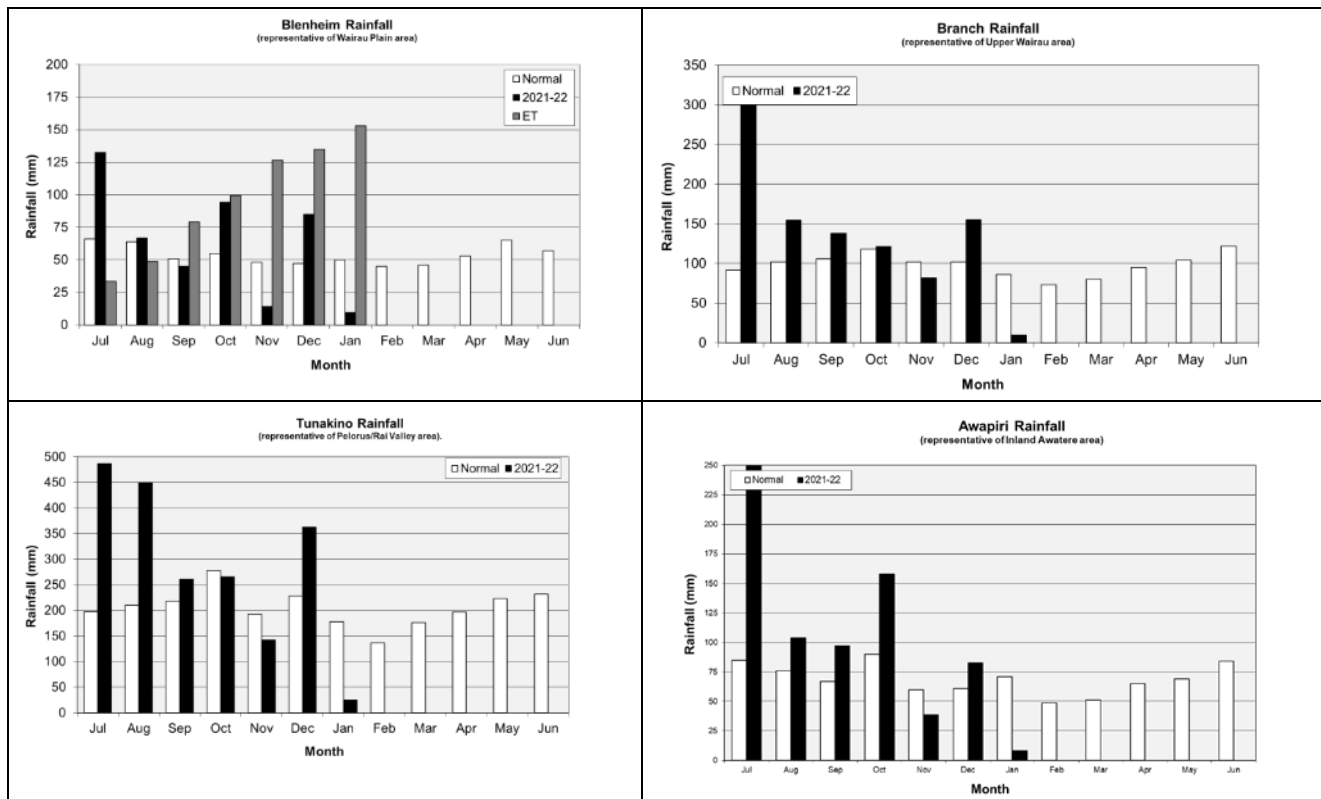 Blenheim Rainfall
(representative of Wairau Plain area)
Rainfall (mm)
200
175
150
125
100
75
50
25
0
Normal
2021-22
ET
Jul Aug Sep Oct Nov Dec Jan Feb Mar Apr May Jun
Month
Branch Rainfall
(representative of Upper Wairau area)
Rainfall (mm)
350
300
250
200
150
100
50
0
Normal 2021-22
Jul Aug Sep Oct Nov Dec Jan Feb Mar Apr May Jun
Month
Tunakino Rainfall
(representative of Pelorus/Rai Valley area).
Rainfall (mm)
500
450
400
350
300
250
200
150
100
50
0
Normal 2021-22
Jul Aug Sep Oct Nov Dec Jan Feb Mar Apr May Jun
Month
Awapiri Rainfall
(representative of Inland Awatere area)
Rainfall (mm)
250
225
200
175
150
125
100
75
50
25
0
Normal 2021-22
Jul Aug Sep Oct Nov Dec Jan Feb Mar Apr May Jun
Month